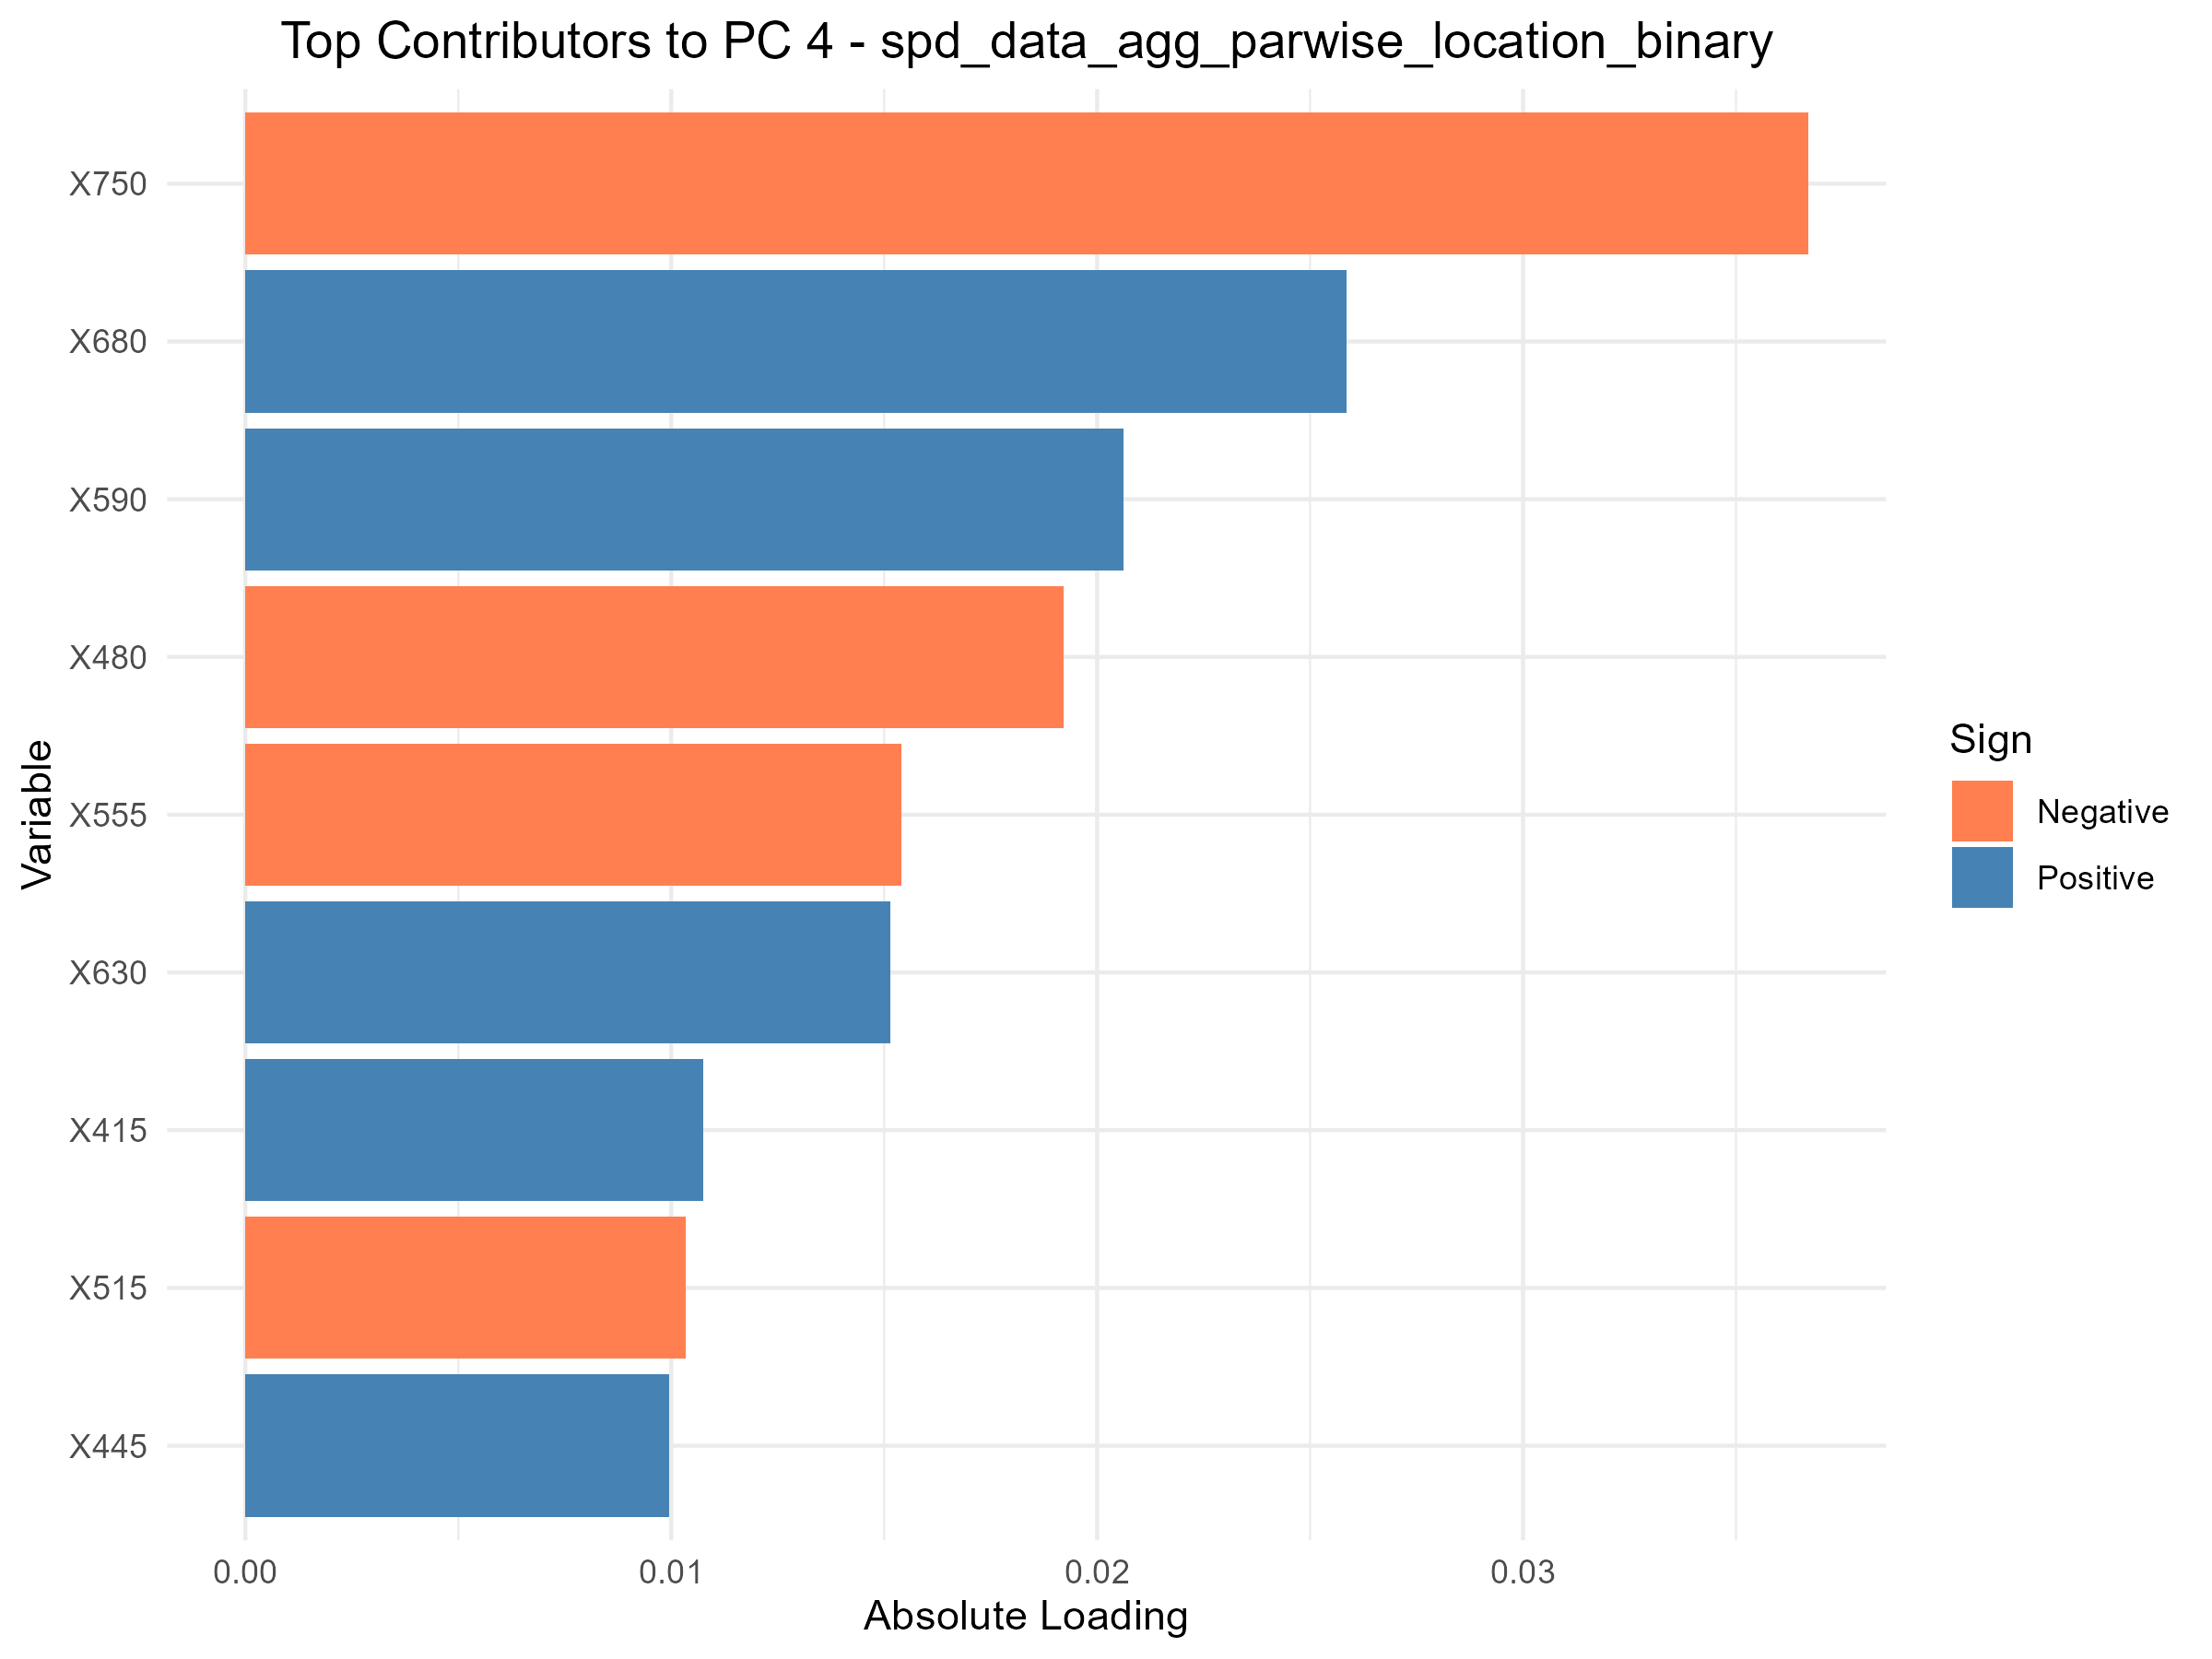 Top Contributors to PC 4 - spd_data_agg_parwise_location_binary
Variable
X750
X680
X590
X480
X555
X630
X415
X515
X445
0.00 0.01 0.02 0.03
Absolute Loading
Sign
Negative
Positive